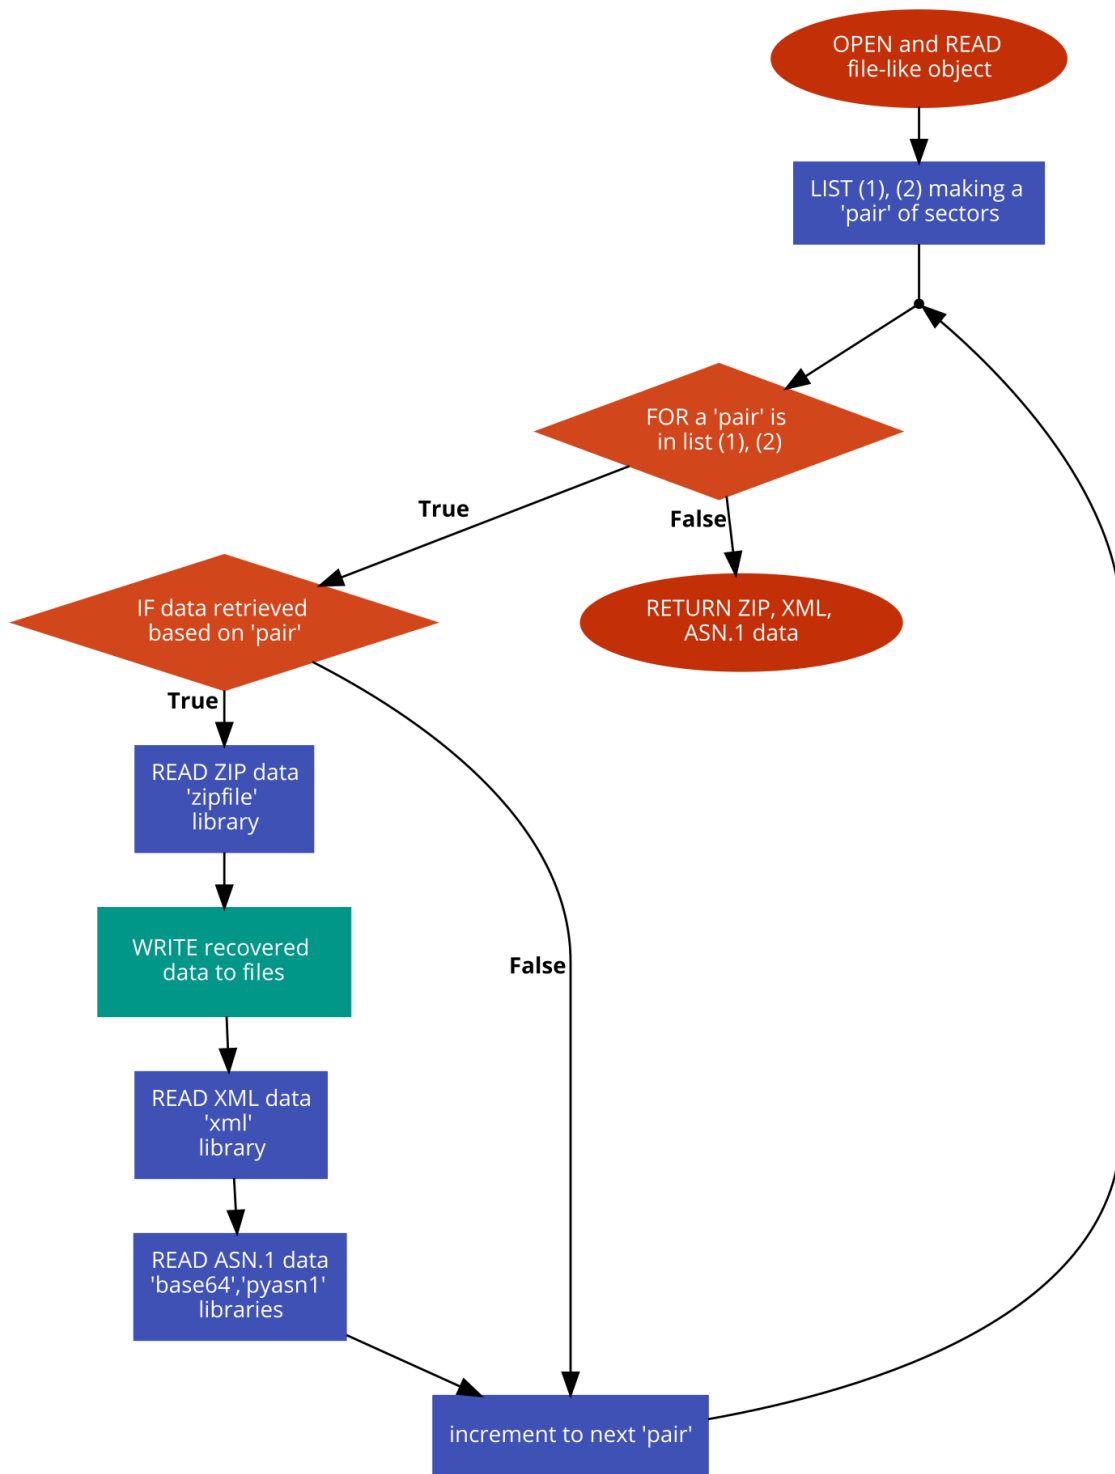 OPEN and READ
file-like object
LIST (1), (2) making a
'pair' of sectors
FOR a 'pair' is
in list (1), (2)
True
False
IF data retrieved
based on 'pair'
RETURN ZIP, XML,
ASN.1 data
True
READ ZIP data
'zipfile'
library
WRITE recovered
data to files
False
READ XML data
'xml'
library
READ ASN.1 data
'base64','pyasn1'
libraries
increment to next 'pair'